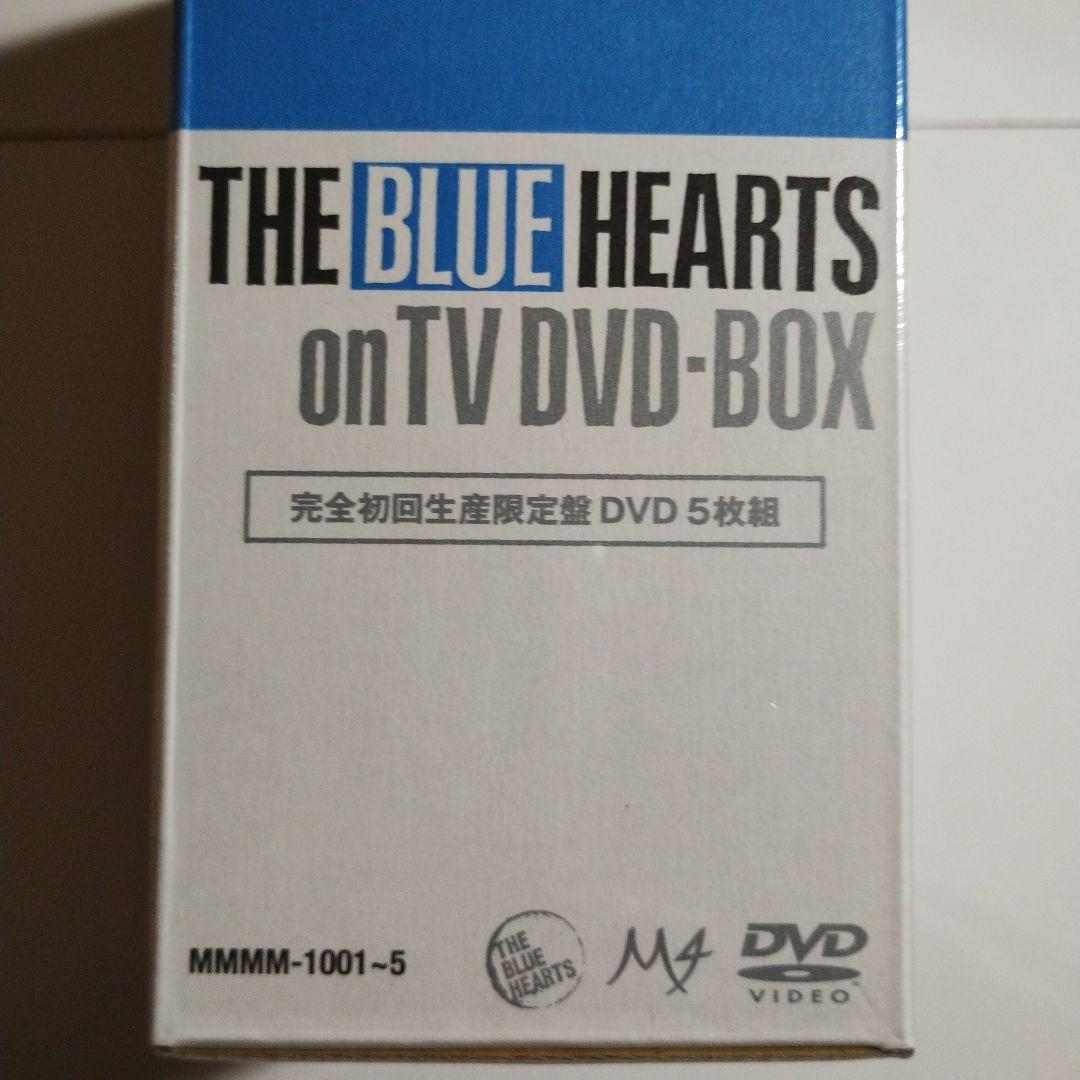 THE BLUE HEARTS
on TV DVD-BOX
完全初回生産限定盤 DVD 5枚組
MMMM-1001~5
THE
BLUE
HEARTS
M4
DVD
VIDEO